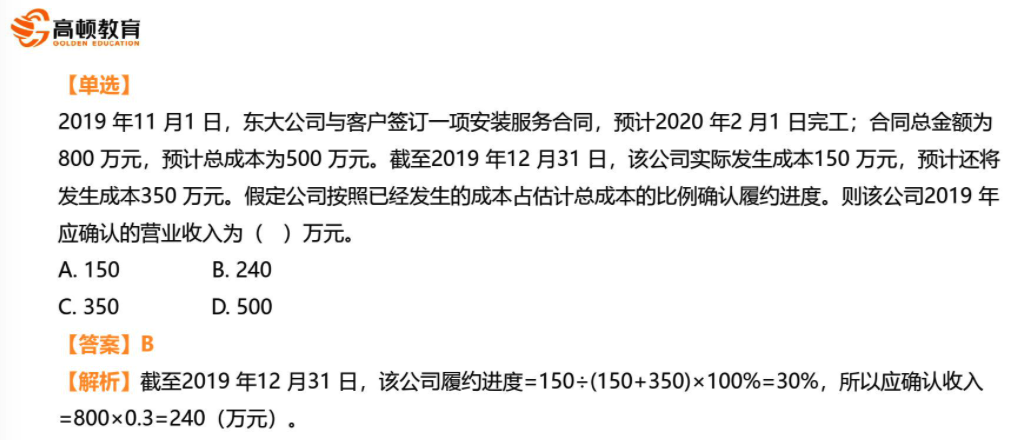 高顿教育
GOLDEN EDUCATION
【单选】
2019 年11 月1 日，东大公司与客户签订一项安装服务合同，预计2020 年2 月1 日完工；合同总金额为
800 万元，预计总成本为500 万元。截至2019 年12 月31 日，该公司实际发生成本150 万元，预计还将
发生成本350 万元。假定公司按照已经发生的成本占估计总成本的比例确认履约进度。则该公司2019 年
应确认的营业收入为（ ）万元。
A. 150 B. 240
C. 350 D. 500
【答案】B
【解析】截至2019 年12 月31 日，该公司履约进度=150÷(150+350)×100%=30%，所以应确认收入
=800×0.3=240（万元）。